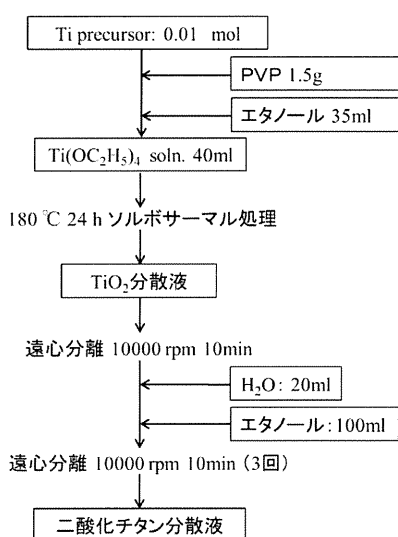 Ti precursor: 0.01 mol
PVP 1.5g
エタノール 35ml
Ti(OC₂H₅)₄ soln. 40ml
180 ℃ 24 h ソルボサーマル処理
TiO₂分散液
遠心分離 10000 rpm 10min
H₂O: 20ml
エタノール:100ml
遠心分離 10000 rpm 10min (3回)
二酸化チタン分散液